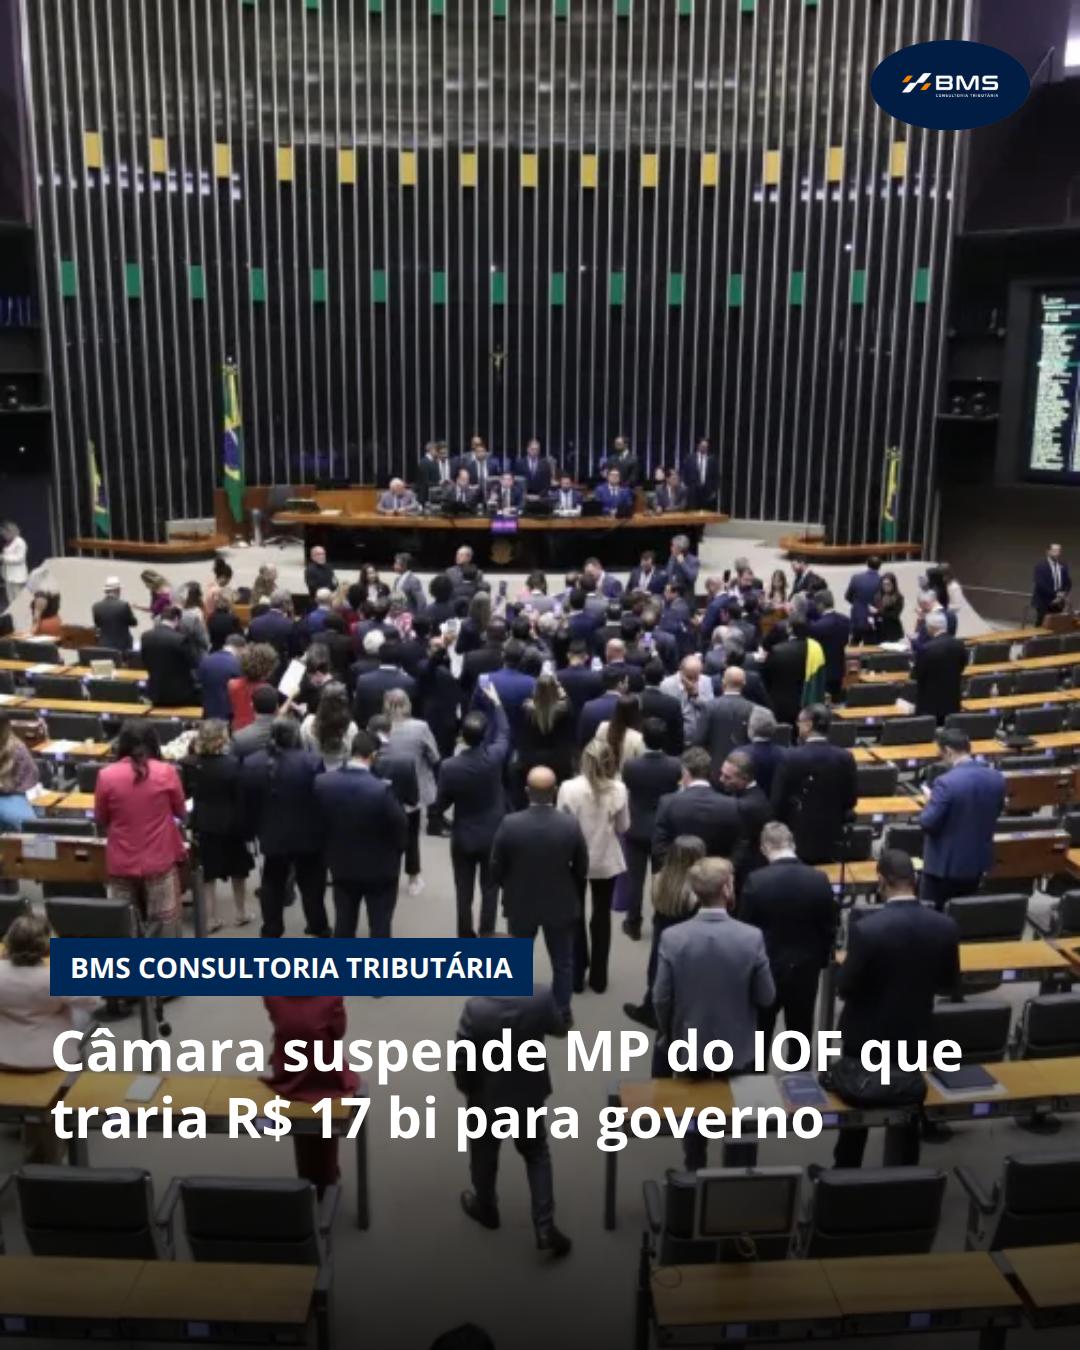 BMS
CONSULTORIA TRIBUTÁRIA
BMS CONSULTORIA TRIBUTÁRIA
Câmara suspende MP do IOF que
traria R$ 17 bi para governo